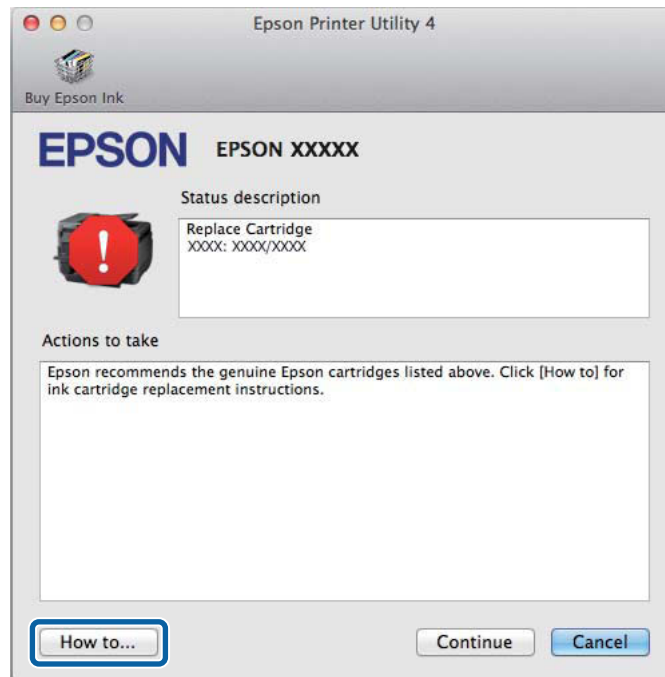 Epson Printer Utility 4
Buy Epson Ink
EPSON EPSON XXXXX
Status description
Replace Cartridge
XXXX: XXXX/XXXX
Actions to take
Epson recommends the genuine Epson cartridges listed above. Click [How to] for
ink cartridge replacement instructions.
How to... Continue Cancel